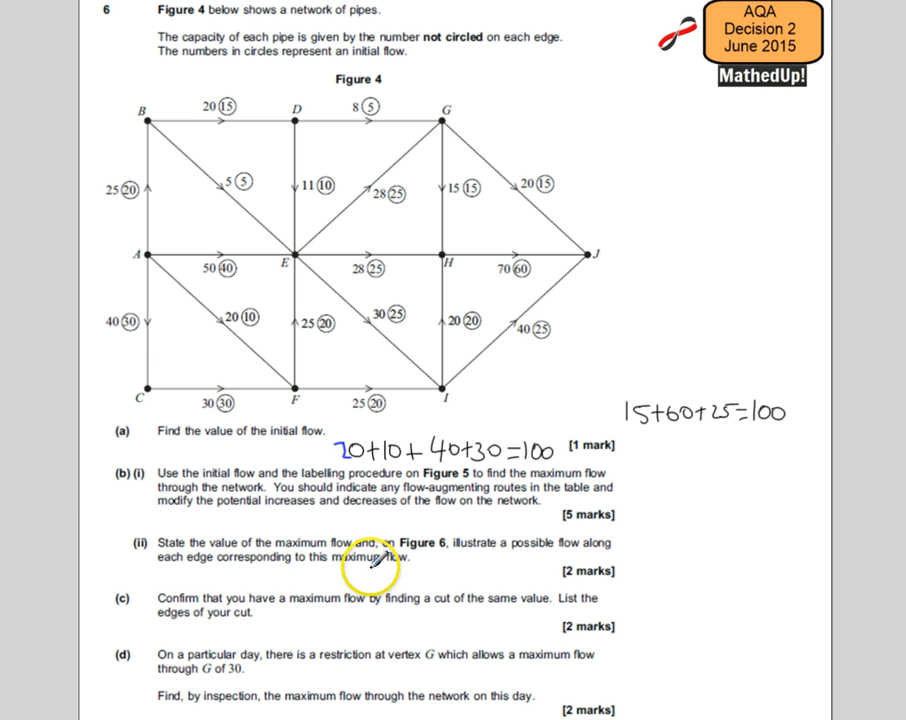 6 Figure 4 below shows a network of pipes.
The capacity of each pipe is given by the number not circled on each edge.
The numbers in circles represent an initial flow.
AQA
Decision 2
June 2015
MathedUp!
Figure 4
B 20 15 D 8 5 G
25 20 5 5 11 10 28 25 15 15 20 15
A 50 40 E 28 25 H 70 60 J
40 30 20 10 25 20 30 25 20 20 40 25
C 30 30 F 25 20 I
15+60+25=100
(a) Find the value of the initial flow.
20+10+40+30=100 [1 mark]
(b) (i) Use the initial flow and the labelling procedure on Figure 5 to find the maximum flow
through the network. You should indicate any flow-augmenting routes in the table and
modify the potential increases and decreases of the flow on the network.
[5 marks]
(ii) State the value of the maximum flow and, on Figure 6, illustrate a possible flow along
each edge corresponding to this maximum flow.
[2 marks]
(c) Confirm that you have a maximum flow by finding a cut of the same value. List the
edges of your cut.
[2 marks]
(d) On a particular day, there is a restriction at vertex G which allows a maximum flow
through G of 30.
Find, by inspection, the maximum flow through the network on this day.
[2 marks]